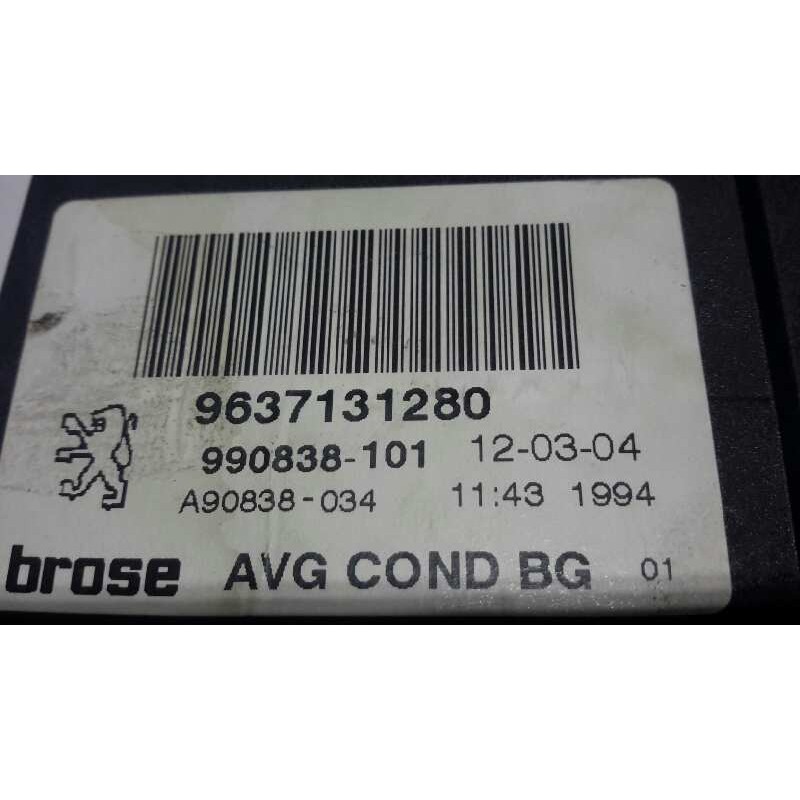 9637131280
990838-101 12-03-04
A90838-034 11:43 1994
brose AVG COND BG 01